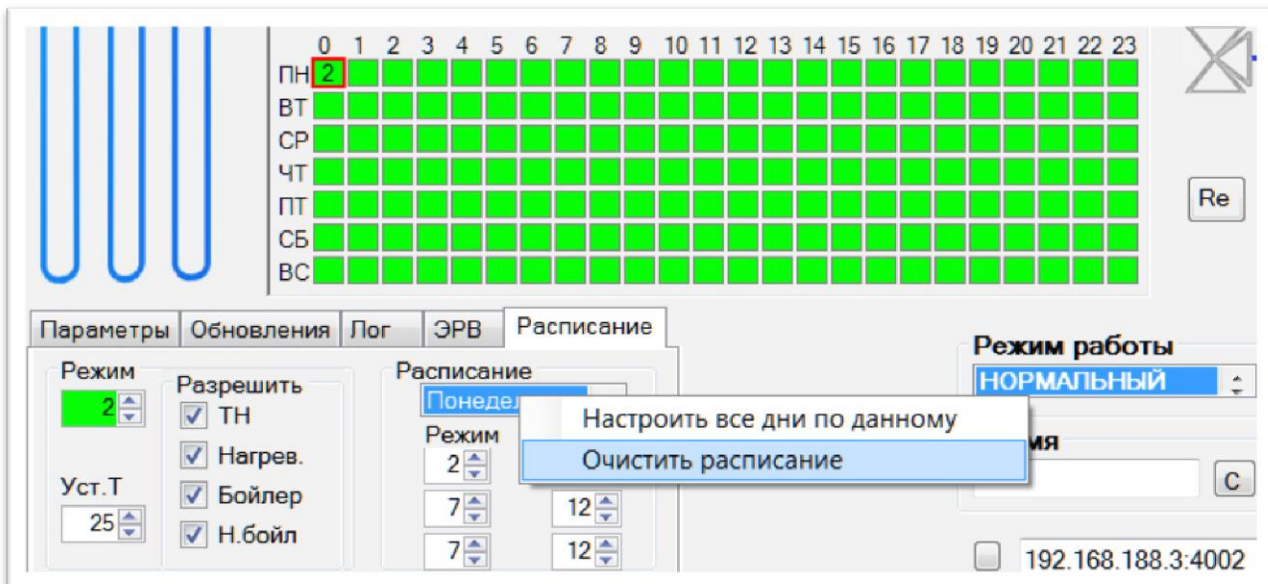 0 1 2 3 4 5 6 7 8 9 10 11 12 13 14 15 16 17 18 19 20 21 22 23
ПН 2
ВТ
СР
ЧТ
ПТ
СБ
ВС
Re
Параметры Обновления Лог ЭРВ Расписание
Режим работы
НОРМАЛЬНЫЙ
Режим
2
Разрешить
ТН
Нагрев.
Бойлер
Н.бойл
Уст.Т
25
Расписание
Режим
2
7 12
7 12
Настроить все дни по данному
Очистить расписание
С
192.168.188.3:4002